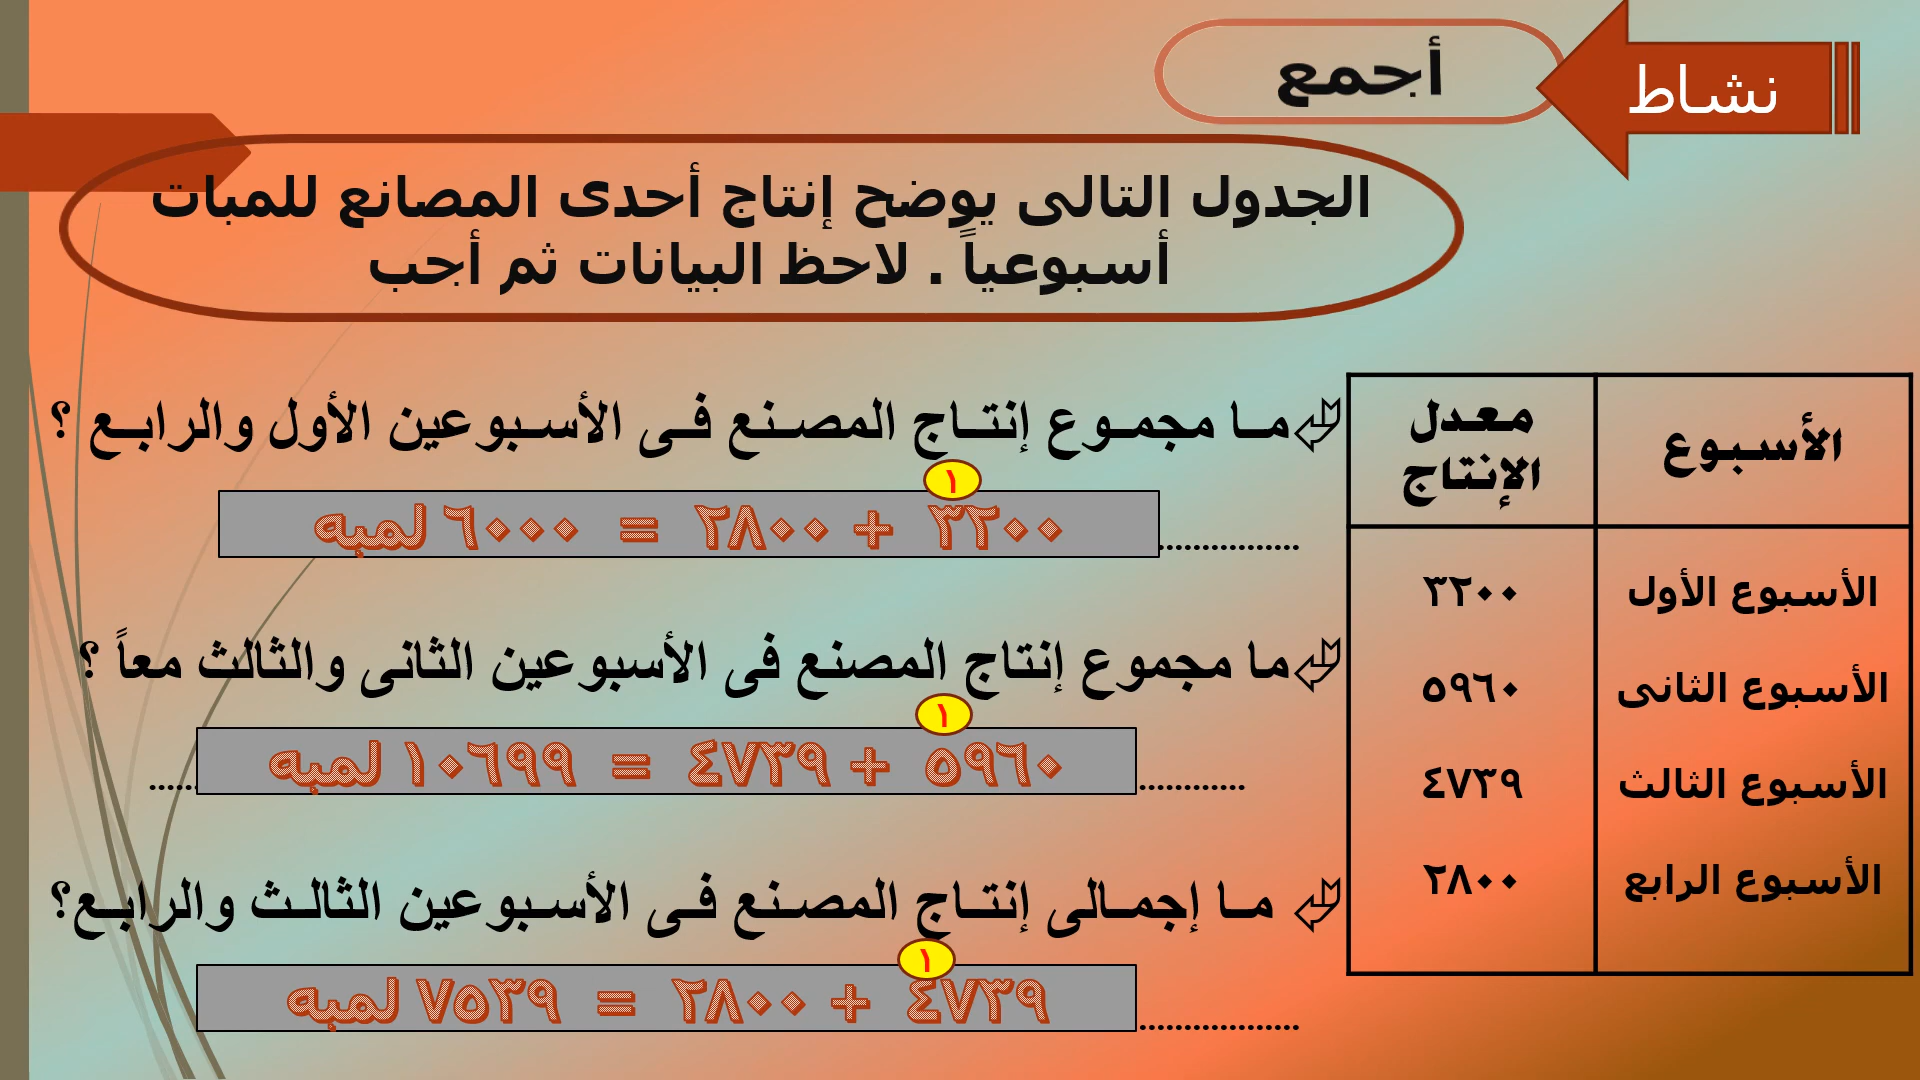 نشاط
أجمع
الجدول التالى يوضح إنتاج أحدى المصانع للمبات
أسبوعياً . لاحظ البيانات ثم أجب
الأسبوع
معدل الإنتاج
الأسبوع الأول ٣٢٠٠
الأسبوع الثانى ٥٩٦٠
الأسبوع الثالث ٤٧٣٩
الأسبوع الرابع ٢٨٠٠
ما مجموع إنتاج المصنع فى الأسبوعين الأول والرابع ؟
١
٣٢٠٠ + ٢٨٠٠ = ٦٠٠٠ لمبه
ما مجموع إنتاج المصنع فى الأسبوعين الثانى والثالث معاً ؟
١
٥٩٦٠ + ٤٧٣٩ = ١٠٦٩٩ لمبه
ما إجمالى إنتاج المصنع فى الأسبوعين الثالث والرابع؟
١
٤٧٣٩ + ٢٨٠٠ = ٧٥٣٩ لمبه